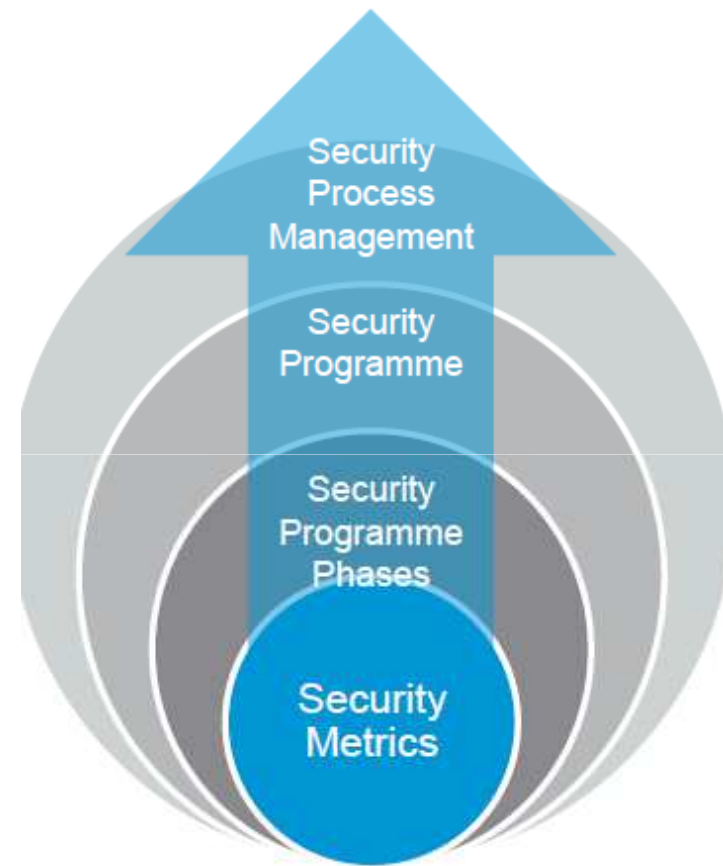 Security
Process
Management
Security
Programme
Security
Programme
Phases
Security
Metrics